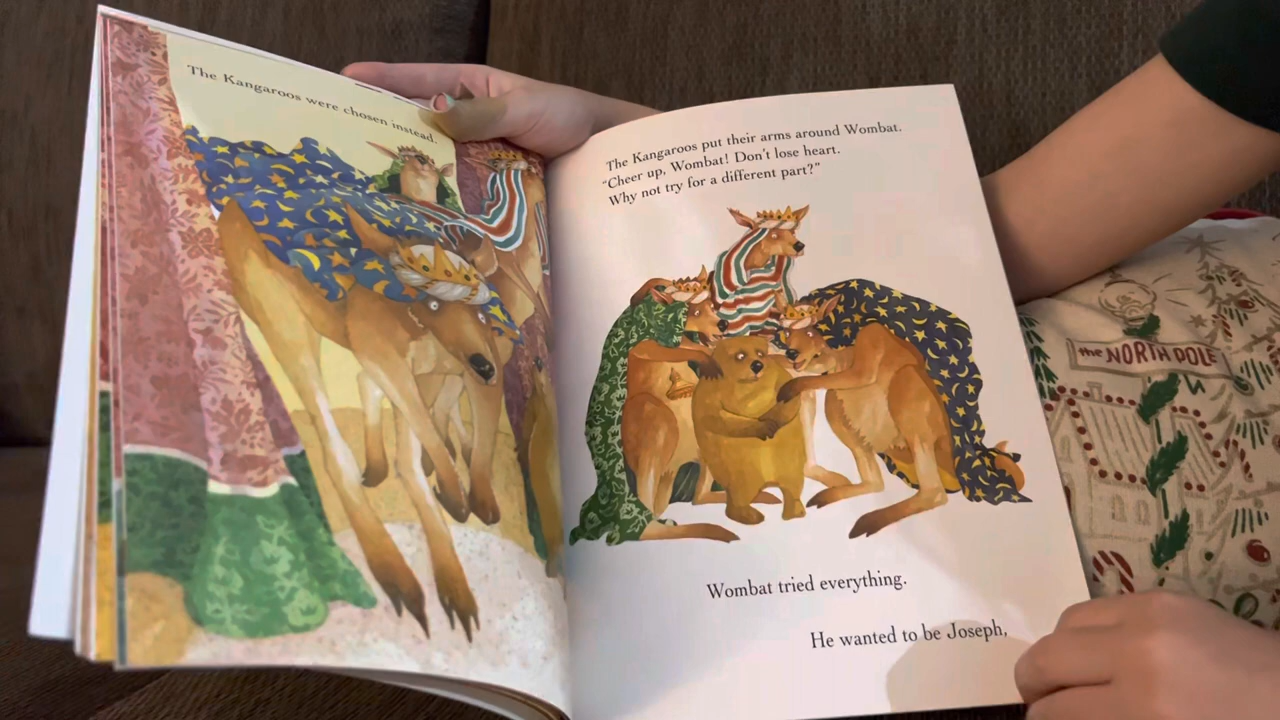 The Kangaroos were chosen instead.
The Kangaroos put their arms around Wombat.
"Cheer up, Wombat! Don't lose heart.
Why not try for a different part?"
Wombat tried everything.
He wanted to be Joseph,
the NORTH POLE